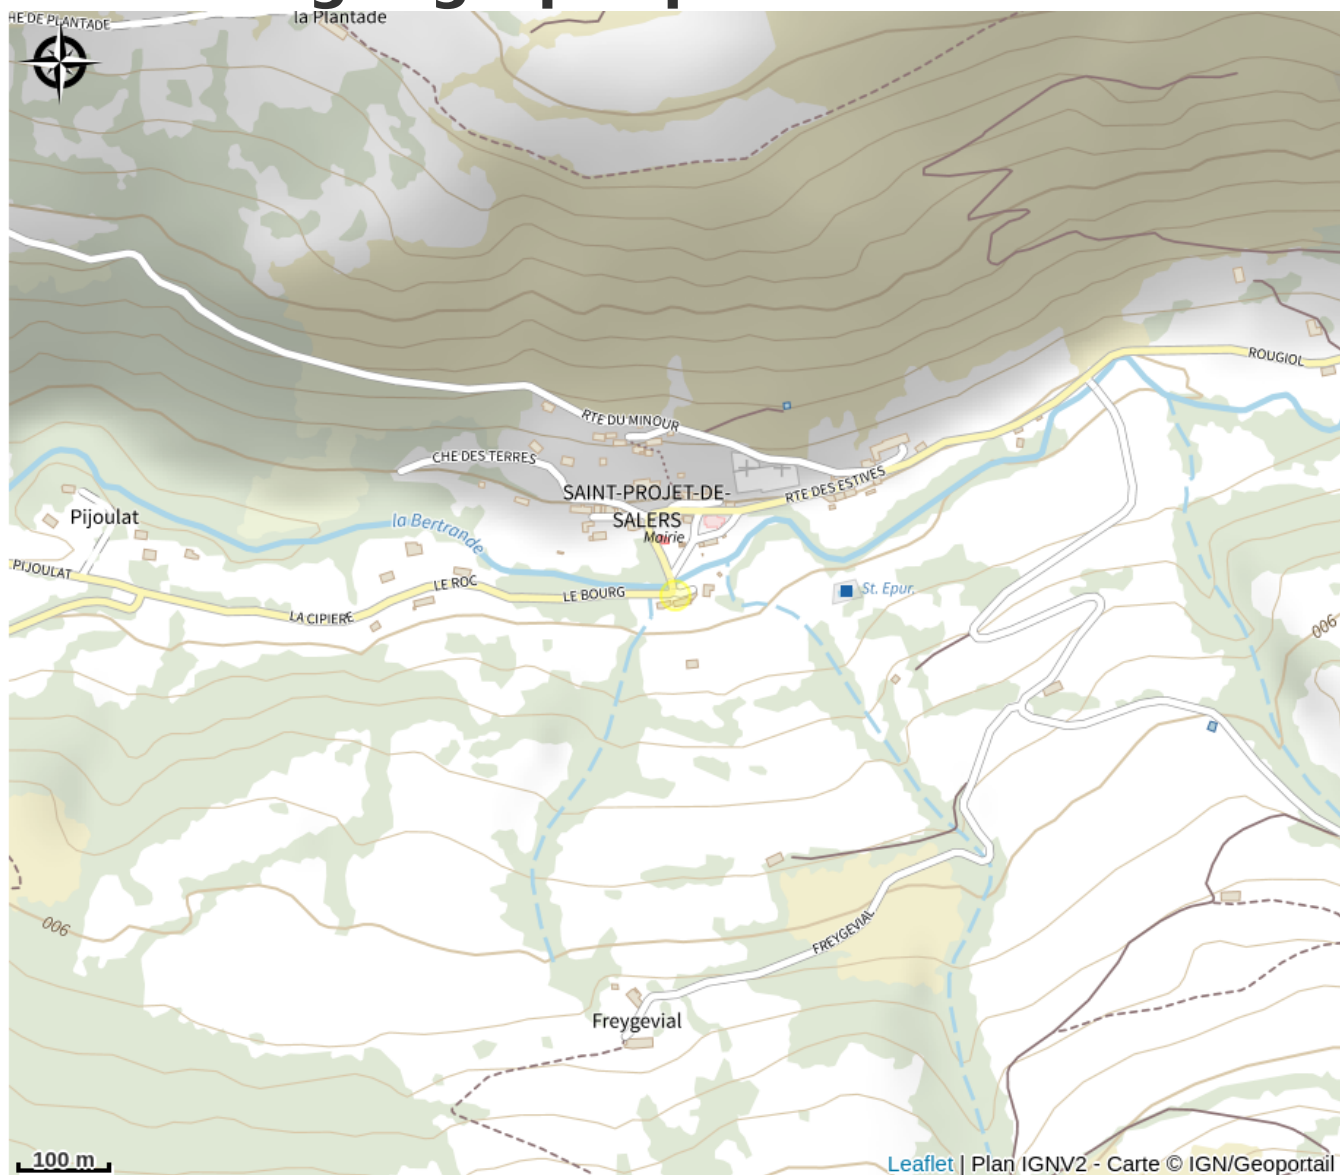 HE DE PLANTADE
la Plantade
ROUGIOL
RTE DU MINOUR
CHE DES TERRES
RTE DES ESTIVES
SAINT-PROJET-DE-
SALERS
Mairie
Pijoulat
la Bertrande
PIJOULAT
LE ROC
LE BOURG
St. Epur.
LA CIPIERE
006
006
FREYGEVIAL
Freygevial
100 m
Leaflet | Plan IGNV2 - Carte © IGN/Geoportail